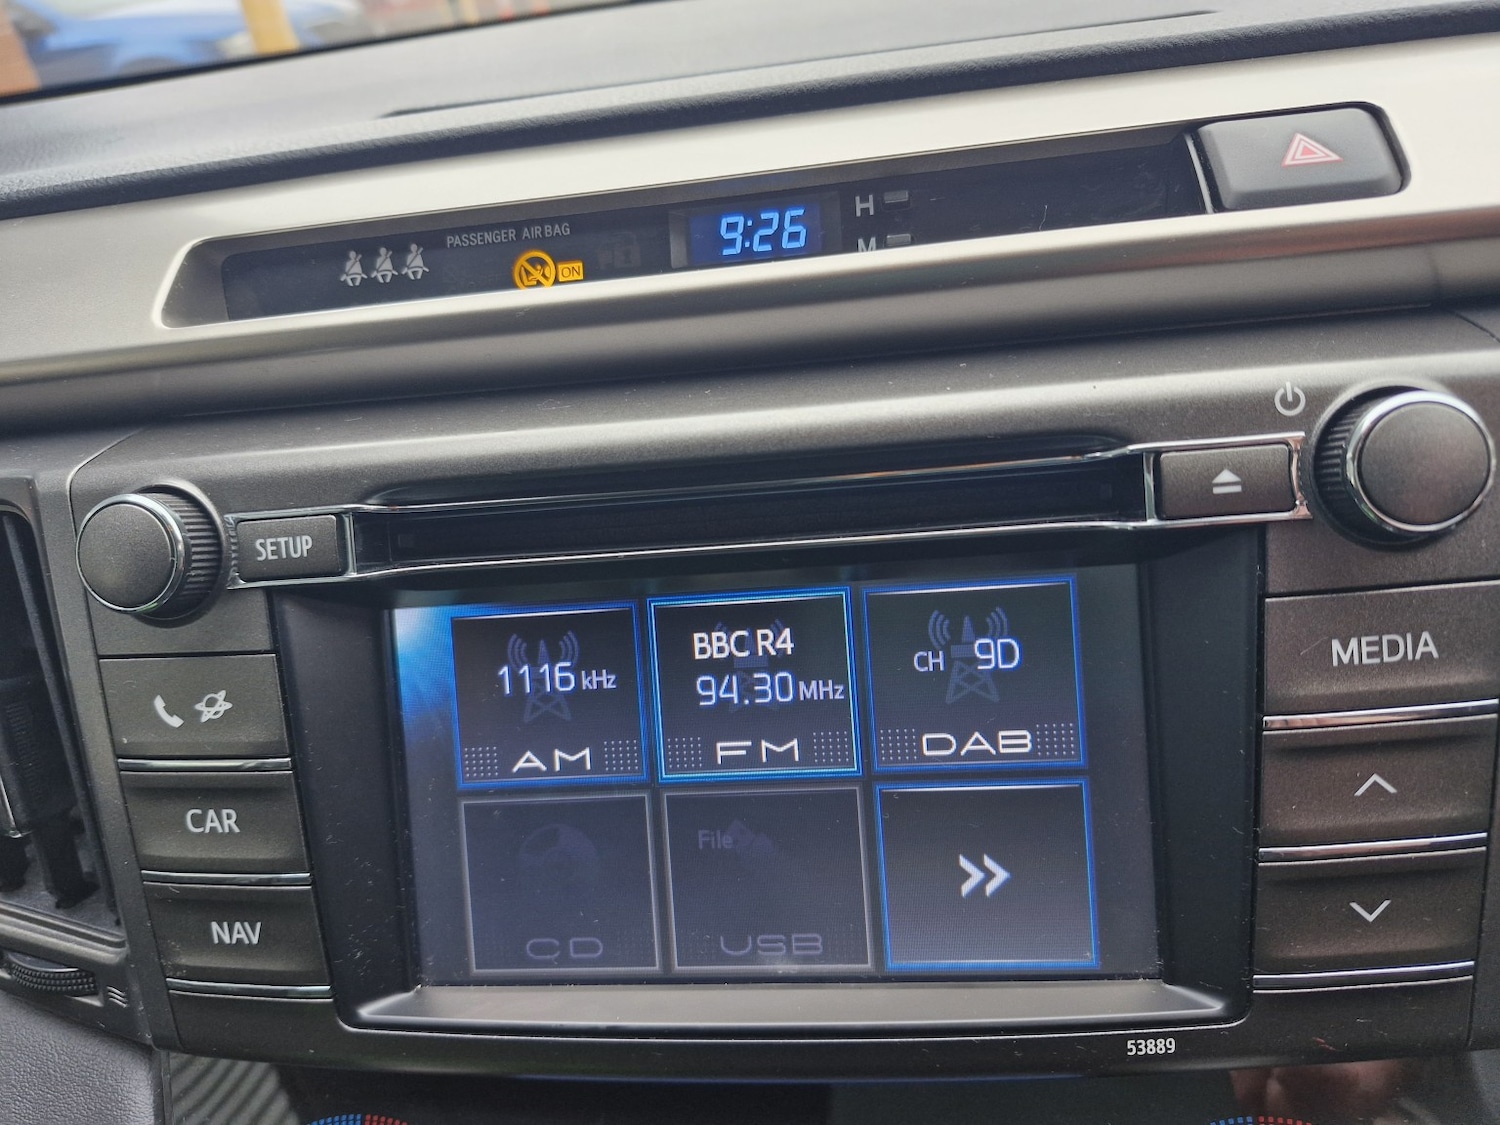 PASSENGER AIR BAG
ON
9:26
H
M
SETUP
MEDIA
CAR
NAV
1116 kHz
AM
BBC R4
94.30 MHz
FM
CH 9D
DAB
CD
File
USB
53889